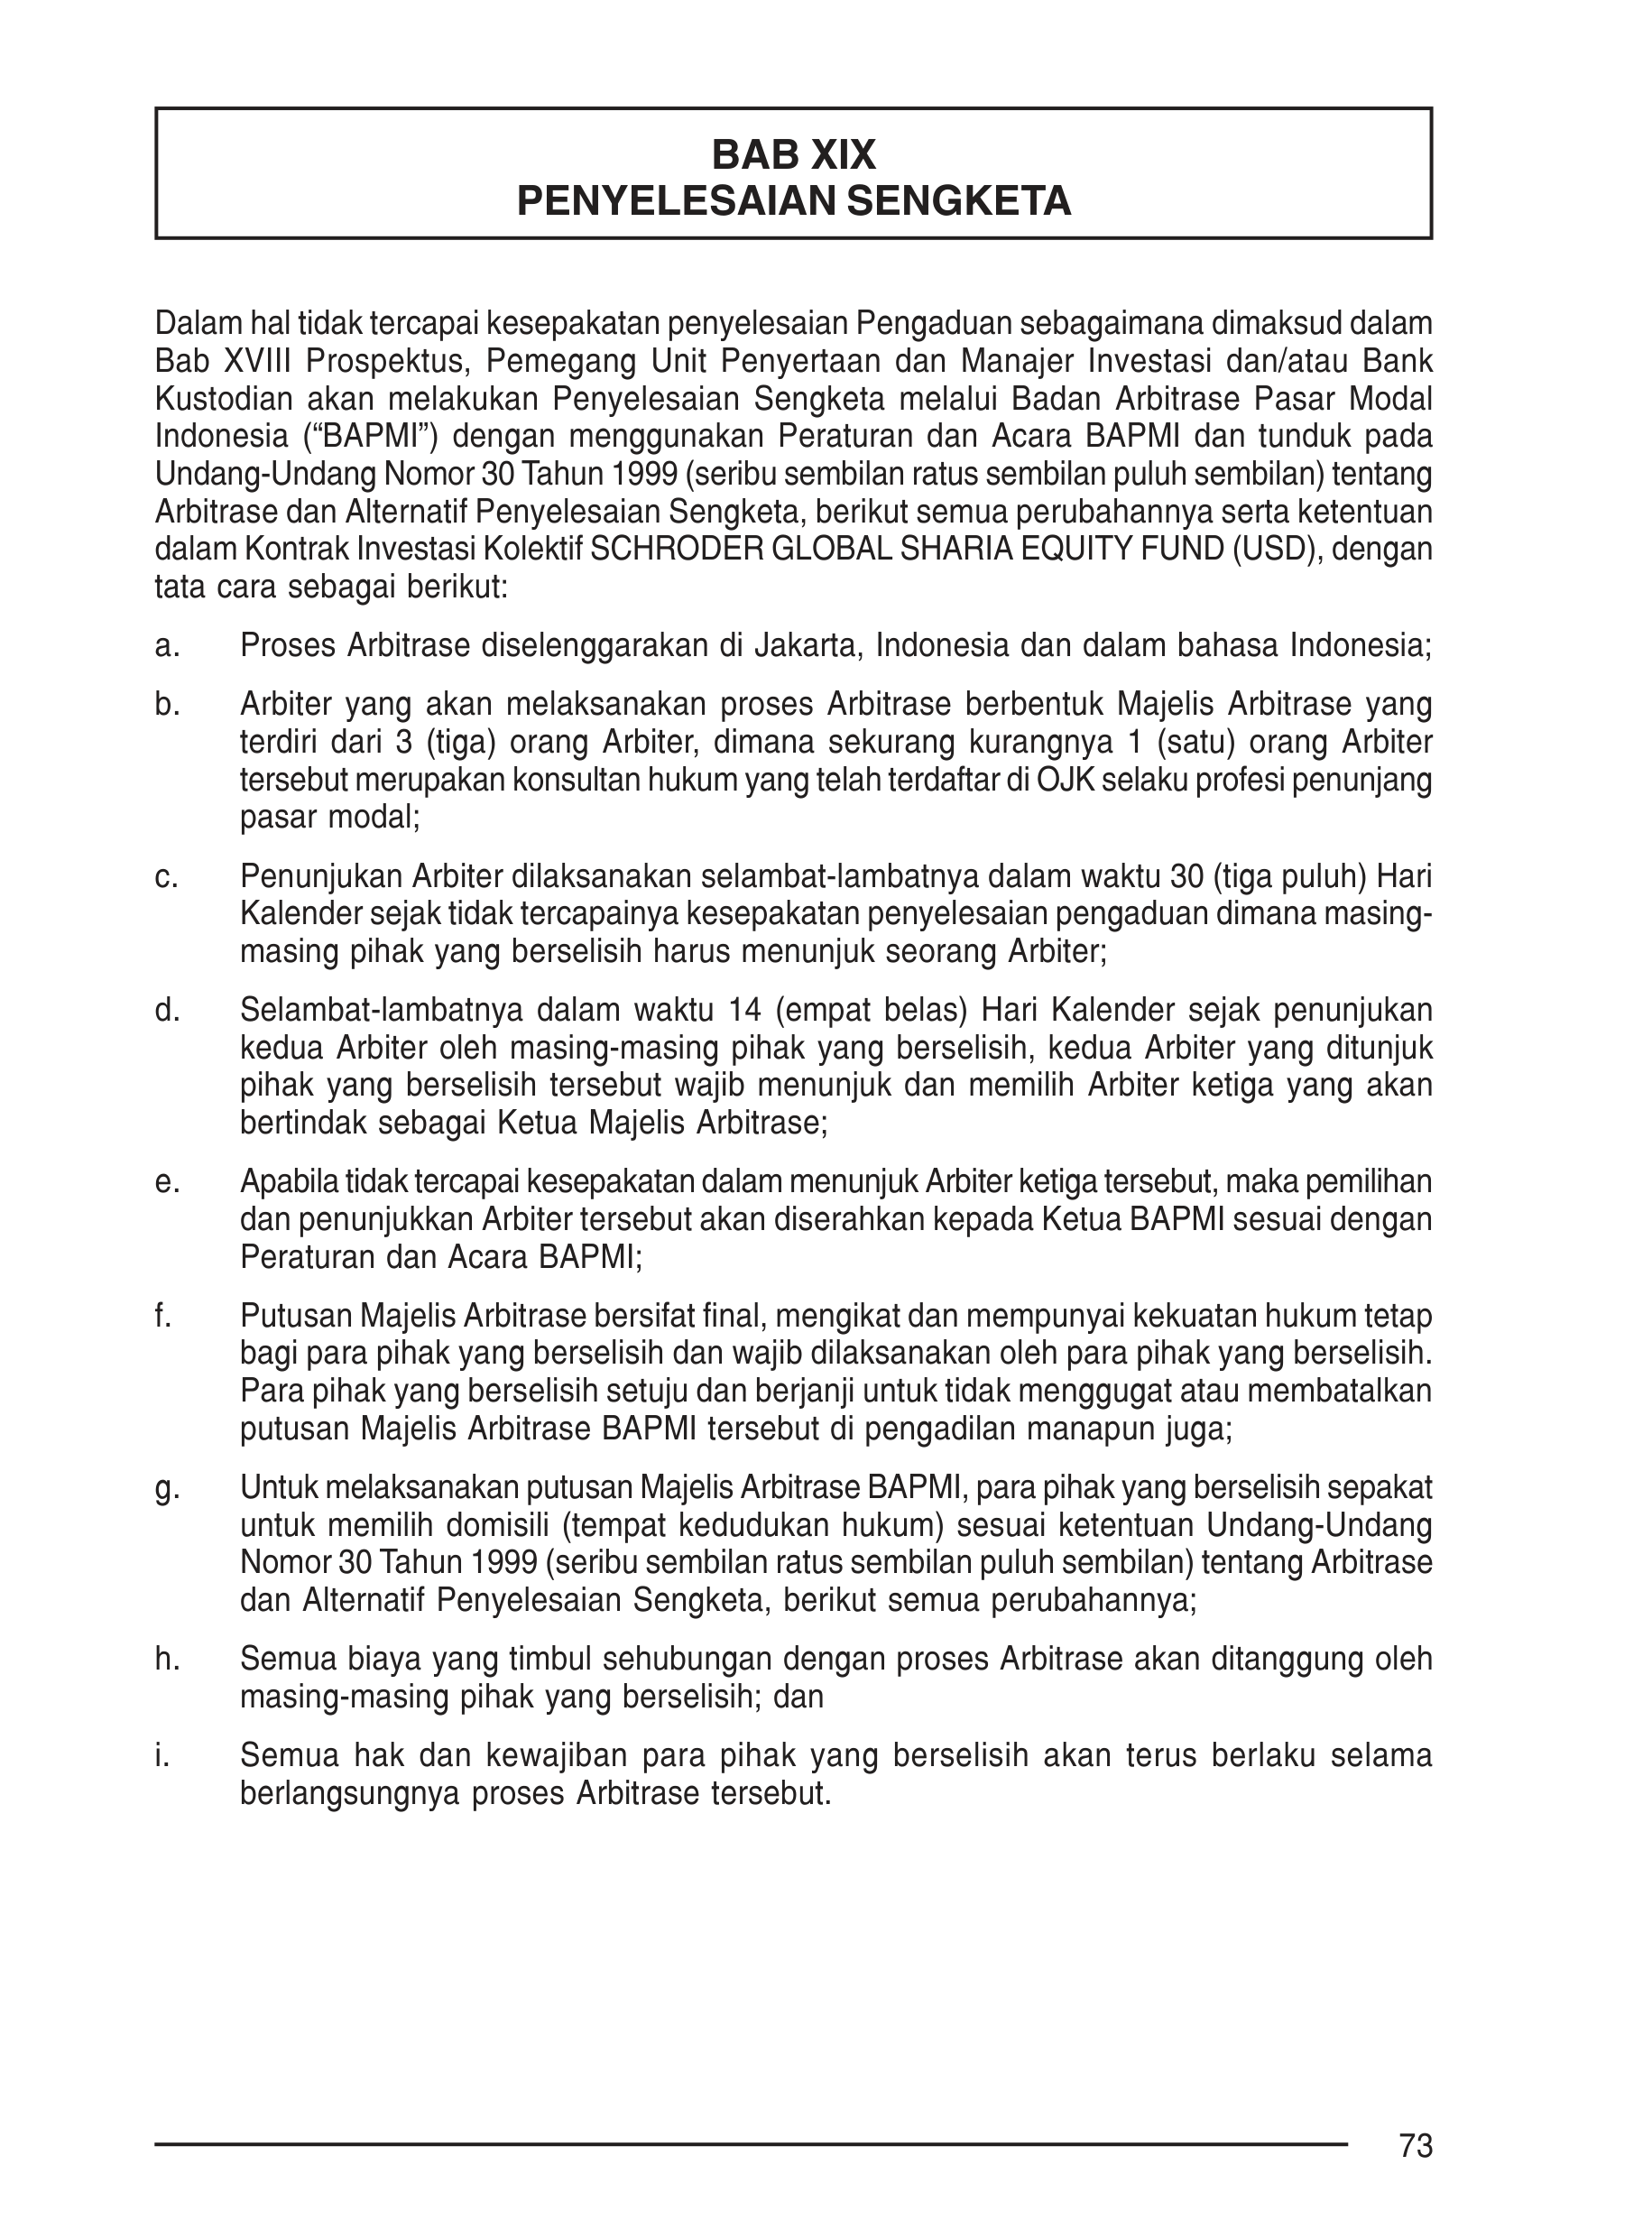 BAB XIX
PENYELESAIAN SENGKETA
Dalam hal tidak tercapai kesepakatan penyelesaian Pengaduan sebagaimana dimaksud dalam
Bab XVIII Prospektus, Pemegang Unit Penyertaan dan Manajer Investasi dan/atau Bank
Kustodian akan melakukan Penyelesaian Sengketa melalui Badan Arbitrase Pasar Modal
Indonesia (“BAPMI”) dengan menggunakan Peraturan dan Acara BAPMI dan tunduk pada
Undang-Undang Nomor 30 Tahun 1999 (seribu sembilan ratus sembilan puluh sembilan) tentang
Arbitrase dan Alternatif Penyelesaian Sengketa, berikut semua perubahannya serta ketentuan
dalam Kontrak Investasi Kolektif SCHRODER GLOBAL SHARIA EQUITY FUND (USD), dengan
tata cara sebagai berikut:
a. Proses Arbitrase diselenggarakan di Jakarta, Indonesia dan dalam bahasa Indonesia;
b. Arbiter yang akan melaksanakan proses Arbitrase berbentuk Majelis Arbitrase yang
terdiri dari 3 (tiga) orang Arbiter, dimana sekurang kurangnya 1 (satu) orang Arbiter
tersebut merupakan konsultan hukum yang telah terdaftar di OJK selaku profesi penunjang
pasar modal;
c. Penunjukan Arbiter dilaksanakan selambat-lambatnya dalam waktu 30 (tiga puluh) Hari
Kalender sejak tidak tercapainya kesepakatan penyelesaian pengaduan dimana masing-
masing pihak yang berselisih harus menunjuk seorang Arbiter;
d. Selambat-lambatnya dalam waktu 14 (empat belas) Hari Kalender sejak penunjukan
kedua Arbiter oleh masing-masing pihak yang berselisih, kedua Arbiter yang ditunjuk
pihak yang berselisih tersebut wajib menunjuk dan memilih Arbiter ketiga yang akan
bertindak sebagai Ketua Majelis Arbitrase;
e. Apabila tidak tercapai kesepakatan dalam menunjuk Arbiter ketiga tersebut, maka pemilihan
dan penunjukkan Arbiter tersebut akan diserahkan kepada Ketua BAPMI sesuai dengan
Peraturan dan Acara BAPMI;
f. Putusan Majelis Arbitrase bersifat final, mengikat dan mempunyai kekuatan hukum tetap
bagi para pihak yang berselisih dan wajib dilaksanakan oleh para pihak yang berselisih.
Para pihak yang berselisih setuju dan berjanji untuk tidak menggugat atau membatalkan
putusan Majelis Arbitrase BAPMI tersebut di pengadilan manapun juga;
g. Untuk melaksanakan putusan Majelis Arbitrase BAPMI, para pihak yang berselisih sepakat
untuk memilih domisili (tempat kedudukan hukum) sesuai ketentuan Undang-Undang
Nomor 30 Tahun 1999 (seribu sembilan ratus sembilan puluh sembilan) tentang Arbitrase
dan Alternatif Penyelesaian Sengketa, berikut semua perubahannya;
h. Semua biaya yang timbul sehubungan dengan proses Arbitrase akan ditanggung oleh
masing-masing pihak yang berselisih; dan
i. Semua hak dan kewajiban para pihak yang berselisih akan terus berlaku selama
berlangsungnya proses Arbitrase tersebut.
73